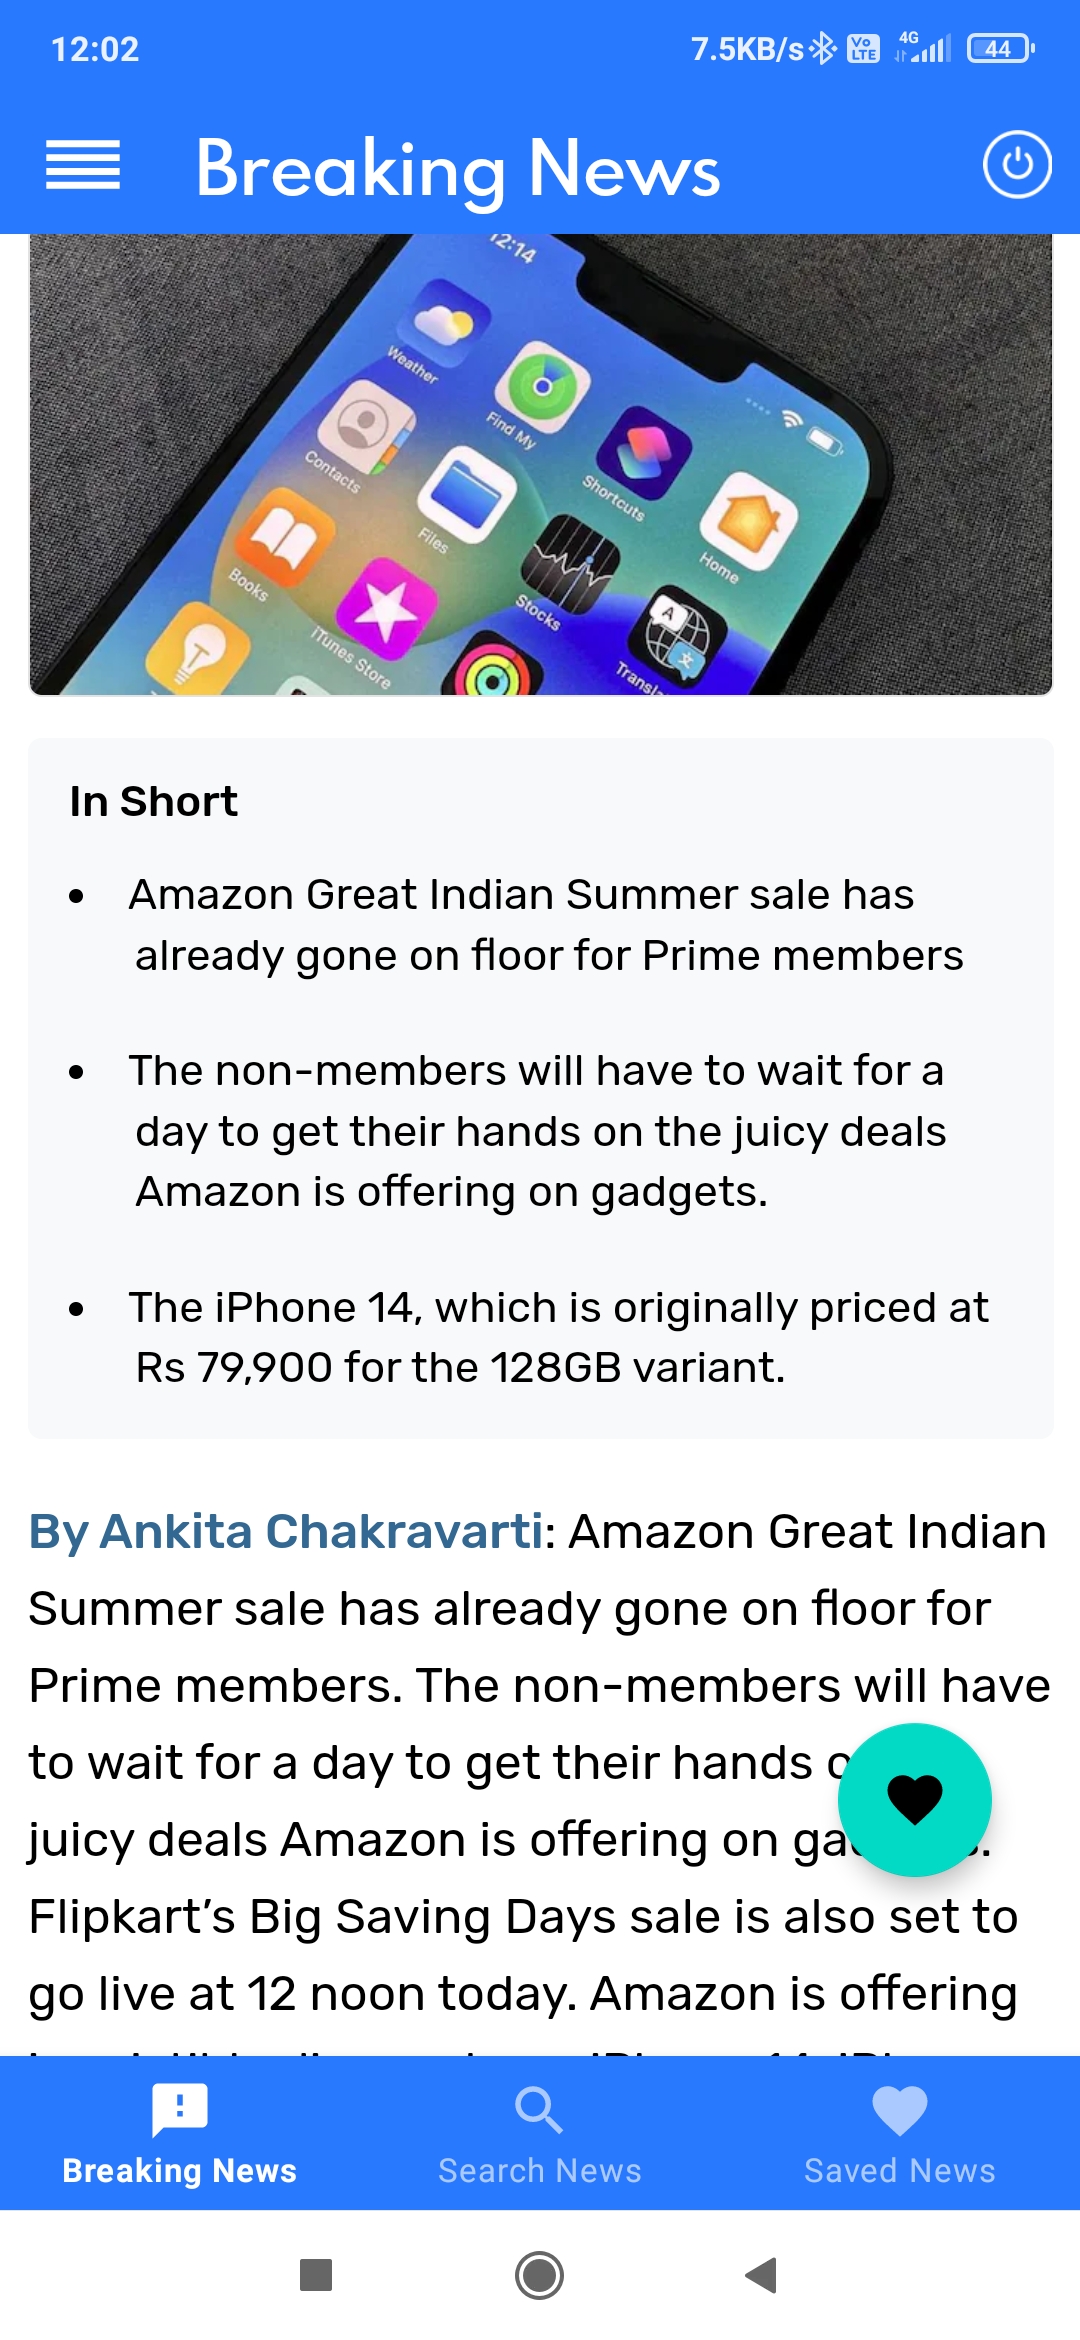 12:02
7.5KB/s
Vo
LTE
4G
44
Breaking News
12:14
Weather
Find My
Shortcuts
Home
Contacts
Files
Stocks
A
文
Books
iTunes Store
In Short
• Amazon Great Indian Summer sale has
already gone on floor for Prime members
• The non-members will have to wait for a
day to get their hands on the juicy deals
Amazon is offering on gadgets.
• The iPhone 14, which is originally priced at
Rs 79,900 for the 128GB variant.
By Ankita Chakravarti: Amazon Great Indian
Summer sale has already gone on floor for
Prime members. The non-members will have
to wait for a day to get their hands
juicy deals Amazon is offering on
Flipkart’s Big Saving Days sale is also set to
go live at 12 noon today. Amazon is offering
Breaking News
Search News
Saved News